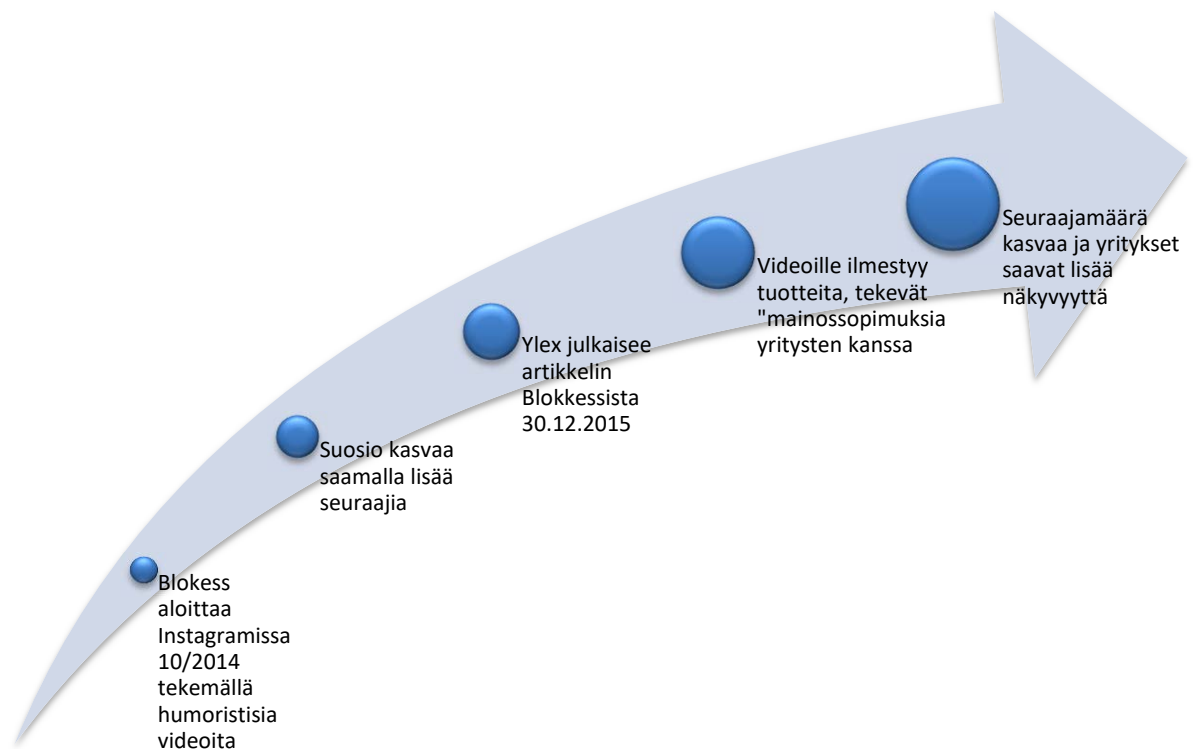 Blokess
aloittaa
Instagramissa
10/2014
tekemällä
humoristisia
videoita
Suosio kasvaa
saamalla lisää
seuraajia
Ylex julkaisee
artikkelin
Blokkessista
30.12.2015
Videoille ilmestyy
tuotteita, tekevät
"mainossopimuksia
yritysten kanssa
Seuraajamäärä
kasvaa ja yritykset
saavat lisää
näkyvyyttä